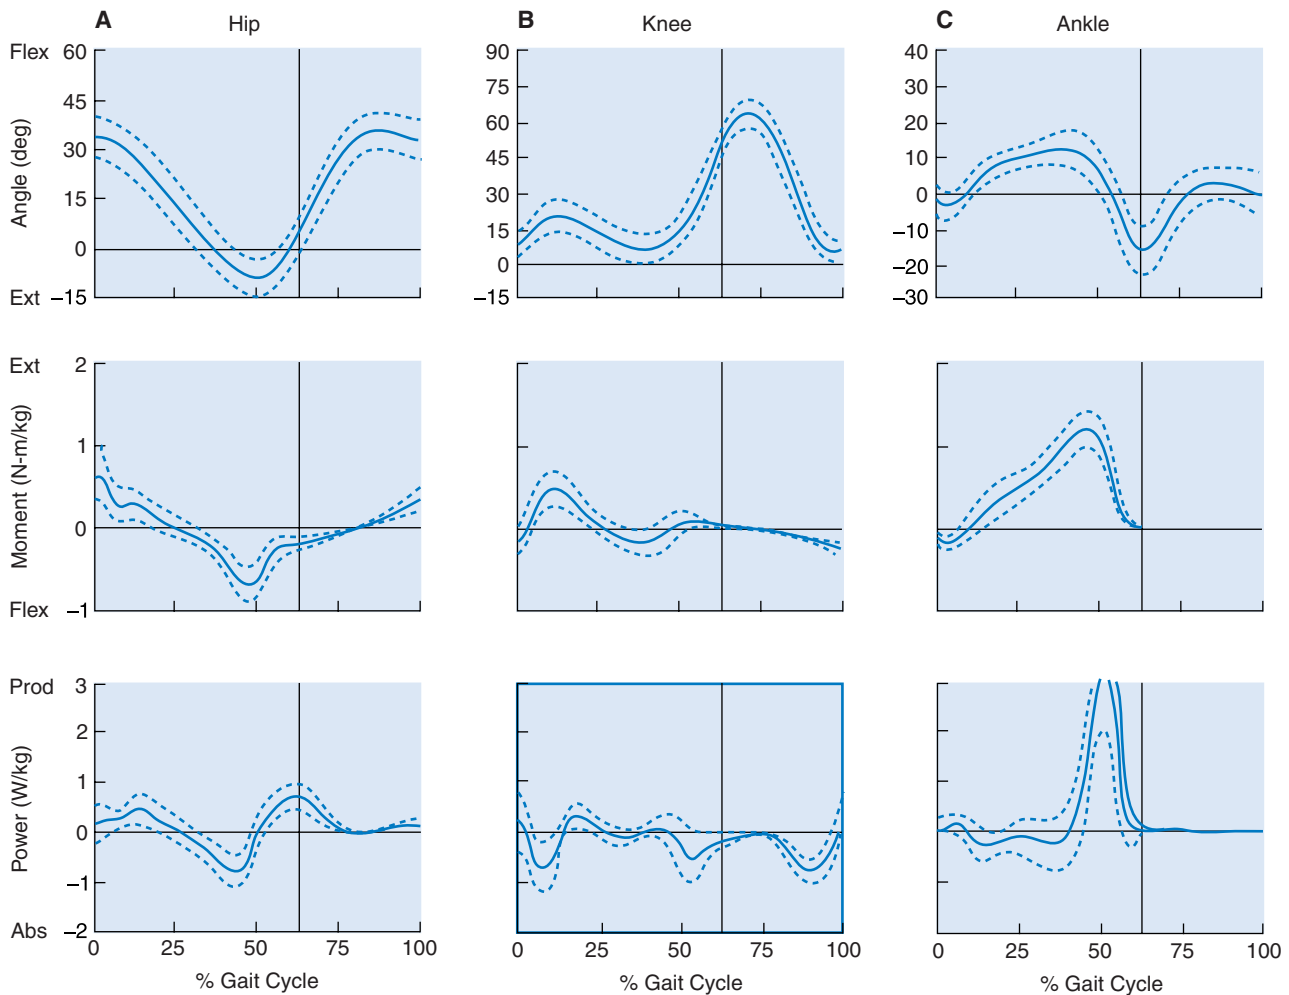 A Hip B Knee C Ankle
Flex 60 90 40
75 30
45 60 20
Angle (deg)
30 45 10
15 30 0
15 -10
0 0 -20
Ext –15 –15 –30
Ext 2
Moment (N-m/kg)
1
0
Flex –1
Prod 3
2
Power (W/kg)
1
0
–1
Abs –2
0 25 50 75 100 0 25 50 75 100 0 25 50 75 100
% Gait Cycle % Gait Cycle % Gait Cycle